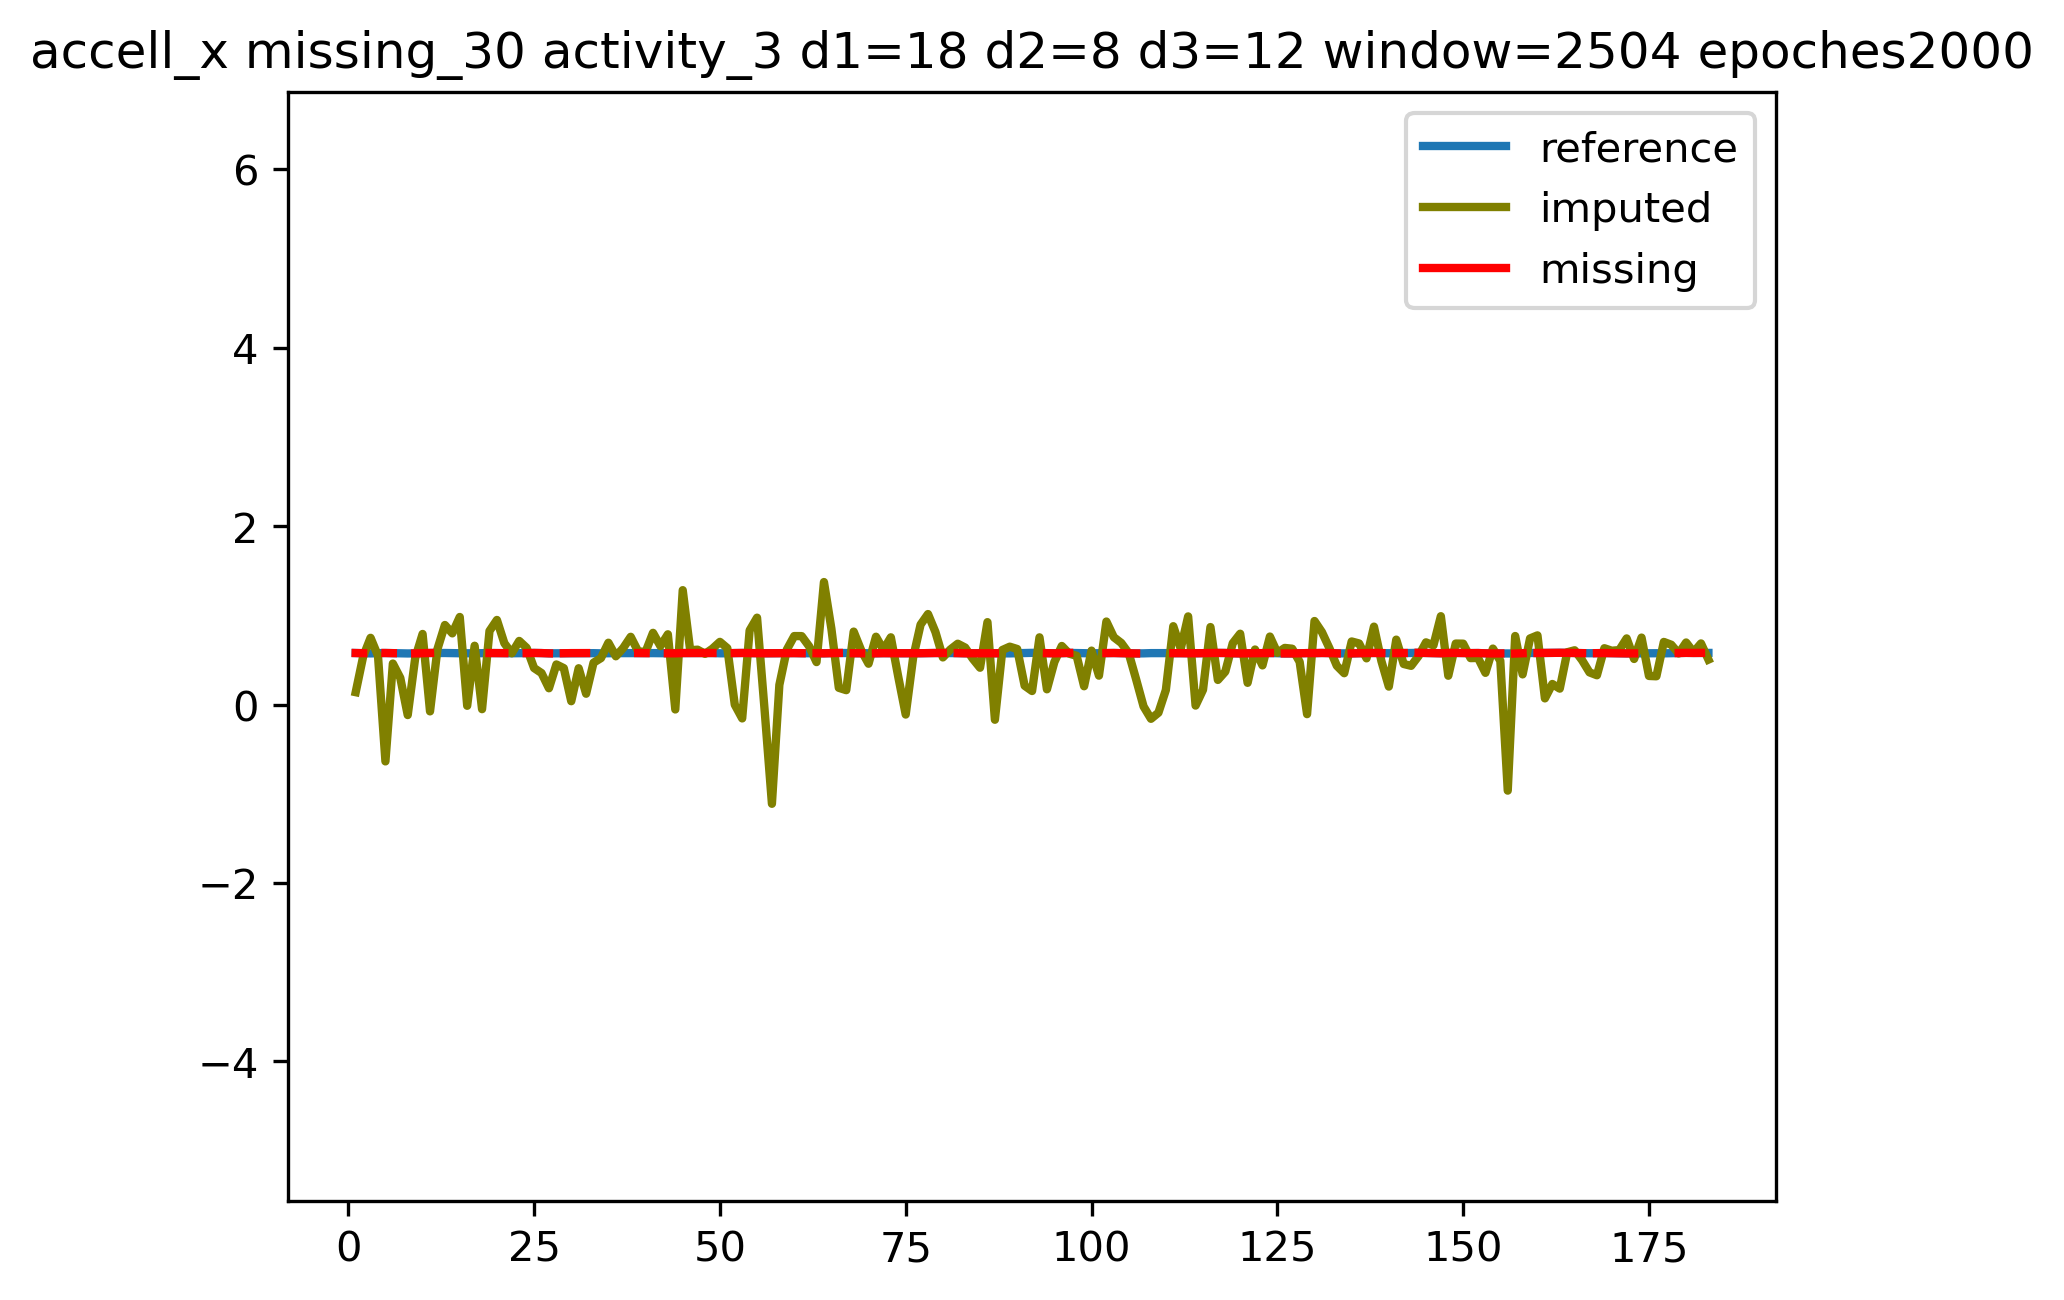 accell_x missing_30 activity_3 d1=18 d2=8 d3=12 window=2504 epoches2000
reference
imputed
missing
6
4
2
0
−2
−4
0 25 50 75 100 125 150 175